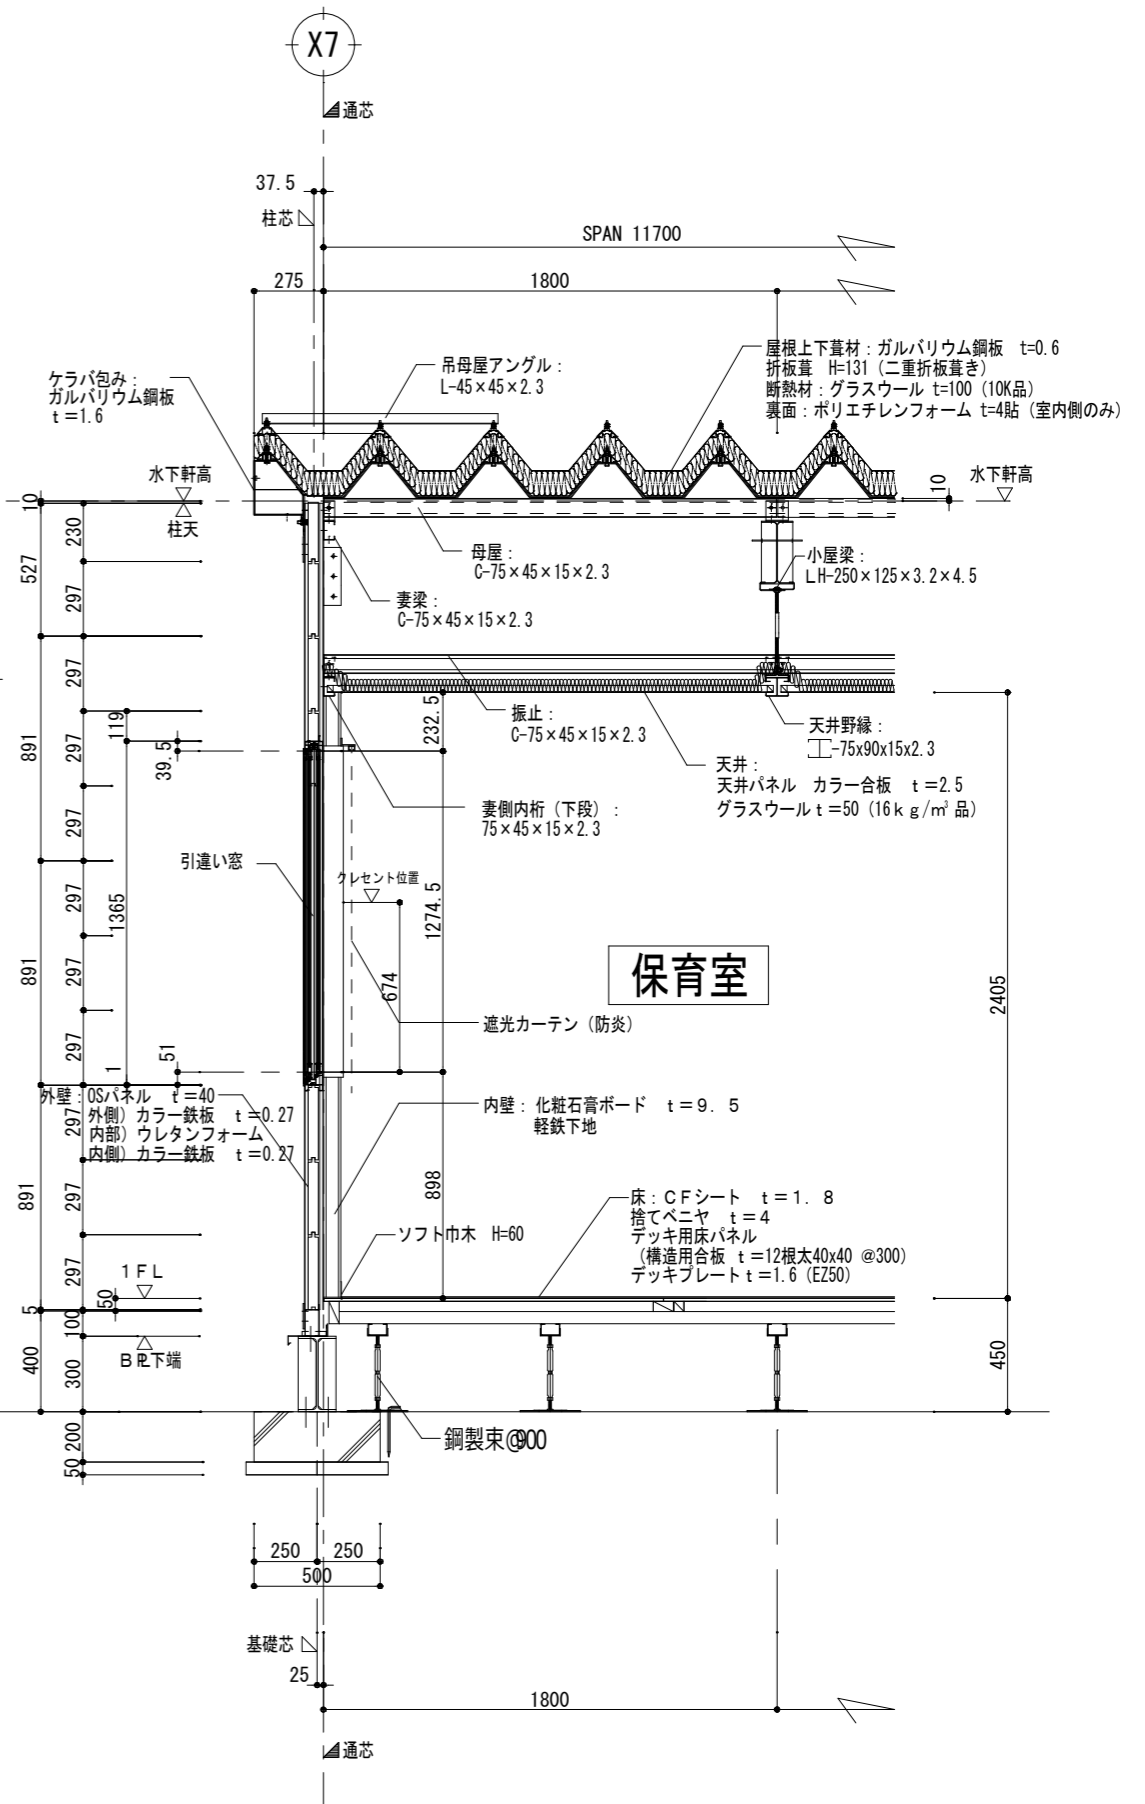 X7
通芯
37.5
柱芯
SPAN 11700
275
1800
屋根上下葺材：ガルバリウム鋼板 t=0.6
折板葺 H=131（二重折板葺き）
断熱材：グラスウール t=100（10K品）
裏面：ポリエチレンフォーム t=4貼（室内側のみ）
吊母屋アングル：
L-45×45×2.3
ケラバ包み：
ガルバリウム鋼板
t＝1.6
水下軒高
柱天
水下軒高
10
10
230
527
297
母屋：
C-75×45×15×2.3
小屋梁：
LH-250×125×3.2×4.5
妻梁：
C-75×45×15×2.3
297
119
891
297
39.5
232.5
振止：
C-75×45×15×2.3
天井野縁：
-75x90x15x2.3
天井：
天井パネル カラー合板 t＝2.5
グラスウールt＝50（16kg/㎥品）
297
妻側内桁（下段）：
75×45×15×2.3
引違い窓
クレセント位置
297
1365
1274.5
891
297
674
保育室
2405
遮光カーテン（防炎）
297
51
1
外壁：OSパネル t＝40
外側）カラー鉄板 t＝0.27
内部）ウレタンフォーム
内側）カラー鉄板 t＝0.27
297
内壁：化粧石膏ボード t＝9．5
軽鉄下地
891
297
898
床：CFシート t＝1．8
捨てベニヤ t＝4
デッキ用床パネル
（構造用合板 t＝12根太40x40 @300）
デッキプレートt＝1.6（EZ50）
ソフト巾木 H=60
297
1FL
50
5
100
BPL下端
400
300
450
鋼製束@900
200
50
250
250
500
基礎芯
25
1800
通芯